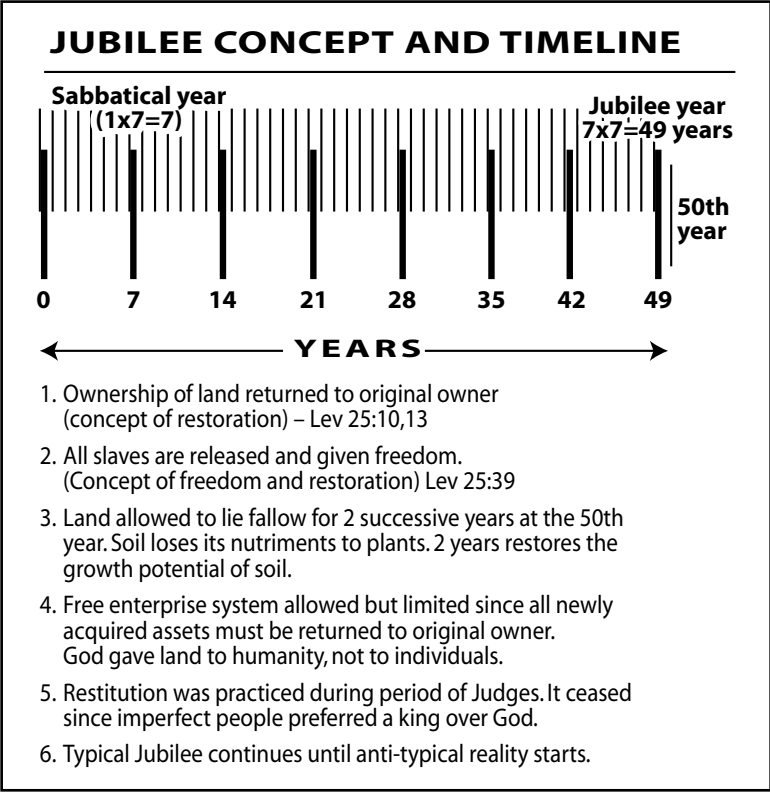 JUBILEE CONCEPT AND TIMELINE
Sabbatical year
(1x7=7)
Jubilee year
7x7=49 years
50th
year
0 7 14 21 28 35 42 49
YEARS
1. Ownership of land returned to original owner
(concept of restoration) – Lev 25:10,13
2. All slaves are released and given freedom.
(Concept of freedom and restoration) Lev 25:39
3. Land allowed to lie fallow for 2 successive years at the 50th
year. Soil loses its nutriments to plants. 2 years restores the
growth potential of soil.
4. Free enterprise system allowed but limited since all newly
acquired assets must be returned to original owner.
God gave land to humanity, not to individuals.
5. Restitution was practiced during period of Judges. It ceased
since imperfect people preferred a king over God.
6. Typical Jubilee continues until anti-typical reality starts.